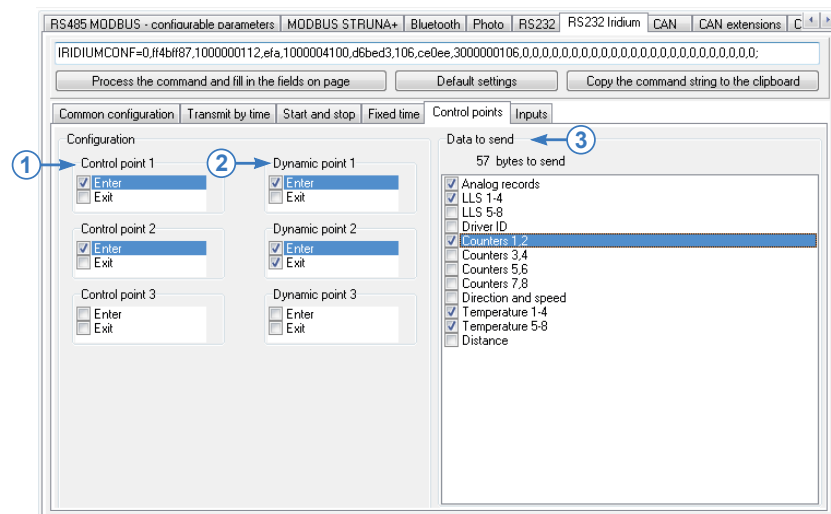 RS485 MODBUS - configurable parameters MODBUS STRUNA+ Bluetooth Photo RS232 RS232 Iridium CAN CAN extensions C
IRIDIUMCONF=0,ff4bff87,1000000112,efa,1000004100,d6bed3,106,ce0ee,3000000106,0,0,0,0,0,0,0,0,0,0,0,0,0,0,0,0,0,0,0,0,0,0,0;
Process the command and fill in the fields on page Default settings Copy the command string to the clipboard
Common configuration Transmit by time Start and stop Fixed time Control points Inputs
Configuration
1
Control point 1
Enter
Exit
Control point 2
Enter
Exit
Control point 3
Enter
Exit
2
Dynamic point 1
Enter
Exit
Dynamic point 2
Enter
Exit
Dynamic point 3
Enter
Exit
Data to send
3
57 bytes to send
Analog records
LLS 1-4
LLS 5-8
Driver ID
Counters 1,2
Counters 3,4
Counters 5,6
Counters 7,8
Direction and speed
Temperature 1-4
Temperature 5-8
Distance